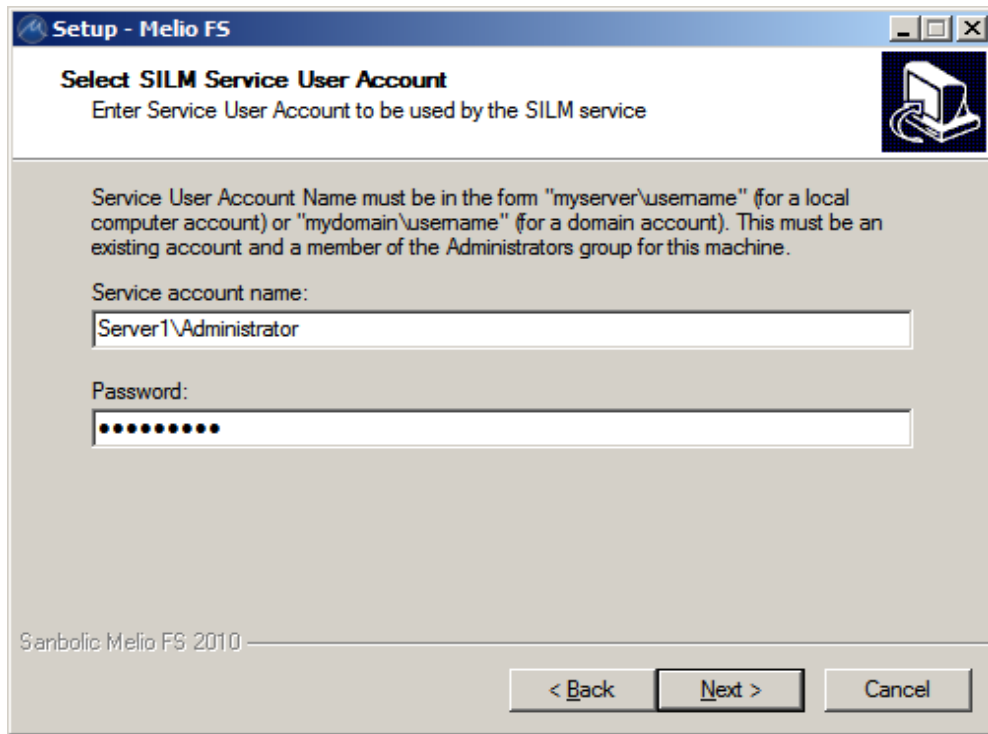 Setup - Melio FS
Select SILM Service User Account
Enter Service User Account to be used by the SILM service
Service User Account Name must be in the form "myserver\username" (for a local
computer account) or "mydomain\username" (for a domain account). This must be an
existing account and a member of the Administrators group for this machine.
Service account name:
Server1\Administrator
Password:
●●●●●●●●●
Sanbolic Melio FS 2010
< Back
Next >
Cancel